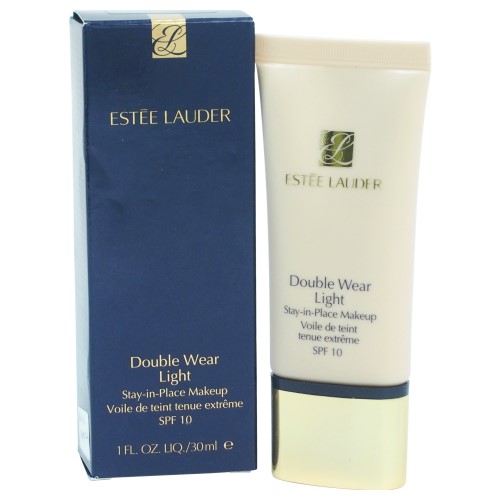 ESTĒE LAUDER
Double Wear
Light
Stay-in-Place Makeup
Voile de teint tenue extrême
SPF 10
1 FL. OZ. LIQ./30 ml e
ESTĒE LAUDER
Double Wear
Light
Stay-in-Place Makeup
Voile de teint
tenue extrême
SPF 10